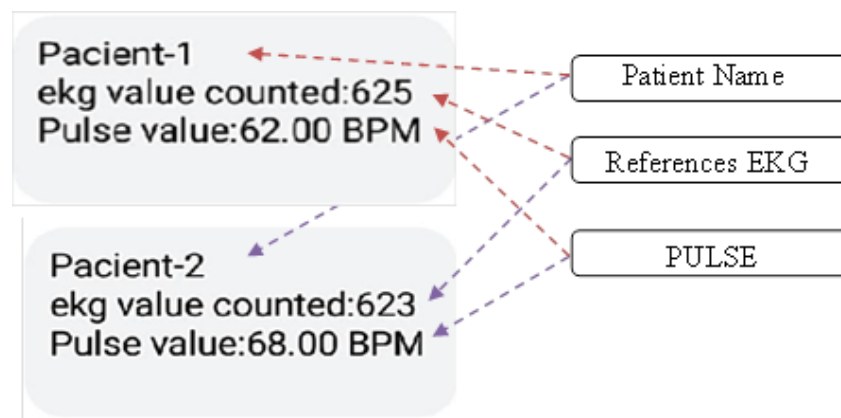 Pacient-1
ekg value counted:625
Pulse value:62.00 BPM
Pacient-2
ekg value counted:623
Pulse value:68.00 BPM
Patient Name
References EKG
PULSE